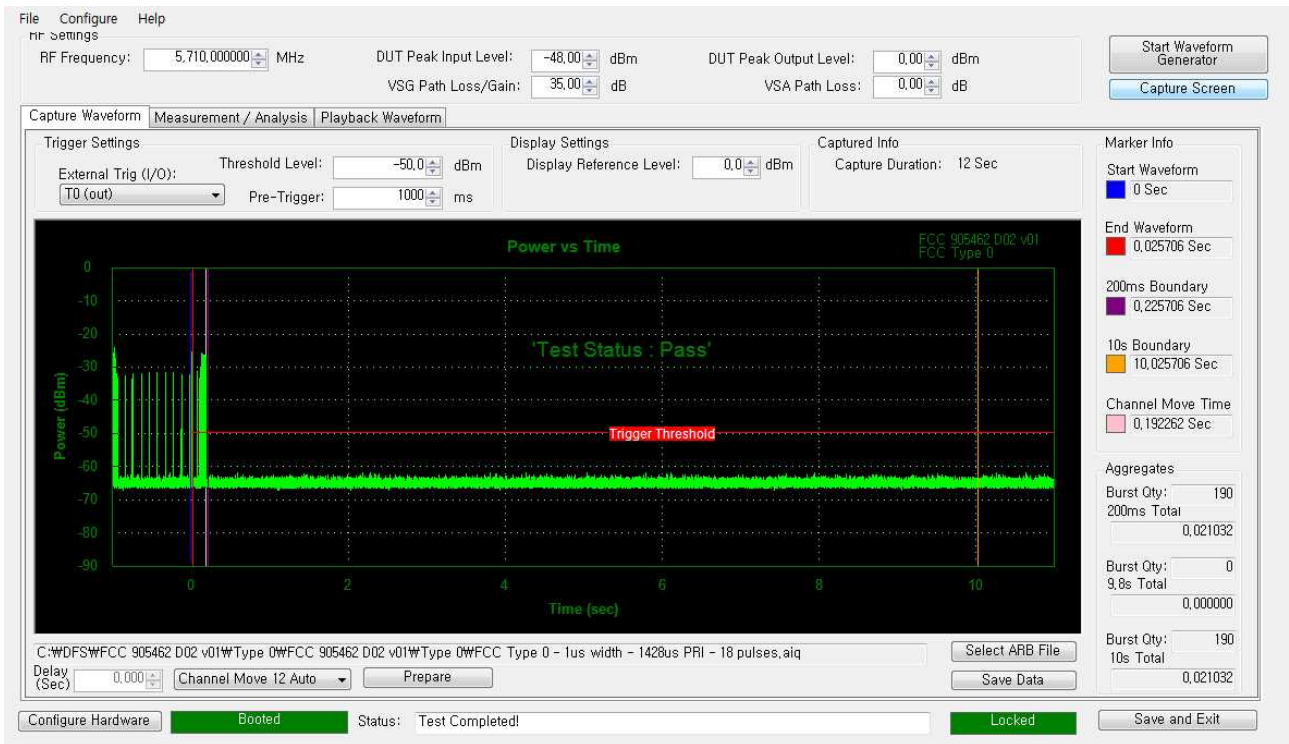 File Configure Help
RF Settings
RF Frequency: 5,710,000000 MHz DUT Peak Input Level: -48,00 dBm DUT Peak Output Level: 0,00 dBm
VSG Path Loss/Gain: 35,00 dB VSA Path Loss: 0,00 dB
Start Waveform
Generator
Capture Screen
Capture Waveform Measurement / Analysis Playback Waveform
Trigger Settings
External Trig (I/O):
T0 (out)
Threshold Level: -50,0 dBm
Pre-Trigger: 1000 ms
Display Settings
Display Reference Level: 0,0 dBm
Captured Info
Capture Duration: 12 Sec
Marker Info
Start Waveform
0 Sec
End Waveform
0,025706 Sec
200ms Boundary
0,225706 Sec
10s Boundary
10,025706 Sec
Channel Move Time
0,192262 Sec
Power vs Time
FCC 905462 D02 v01
FCC Type 0
'Test Status : Pass'
Trigger Threshold
Power (dBm)
0
-10
-20
-30
-40
-50
-60
-70
-80
-90
0 2 4 6 8 10
Time (sec)
Aggregates
Burst Qty: 190
200ms Total
0,021032
Burst Qty: 0
9,8s Total
0,000000
Burst Qty: 190
10s Total
0,021032
C:₩DFS₩FCC 905462 D02 v01₩Type 0₩FCC 905462 D02 v01₩Type 0₩FCC Type 0 - 1us width - 1428us PRI - 18 pulses,aiq
Select ARB File
Delay
(Sec) 0,000 Channel Move 12 Auto Prepare Save Data
Configure Hardware Booted Status: Test Completed! Locked Save and Exit